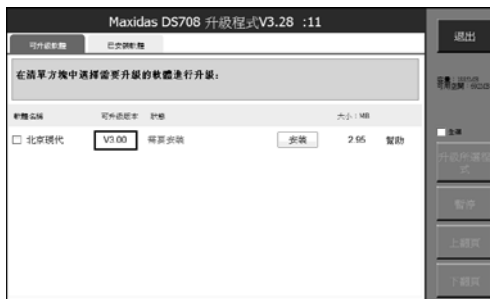 Maxidas DS708 升級程式V3.28 :11
可升級軟體
已安裝軟體
在清單方塊中選擇需要升級的軟體進行升級:
軟體名稱 可升級版本 狀態 大小:MB
北京現代 V3.00 需要安裝 安裝 2.95 幫助
退出
全選
升級所選程式
暫停
上翻頁
下翻頁